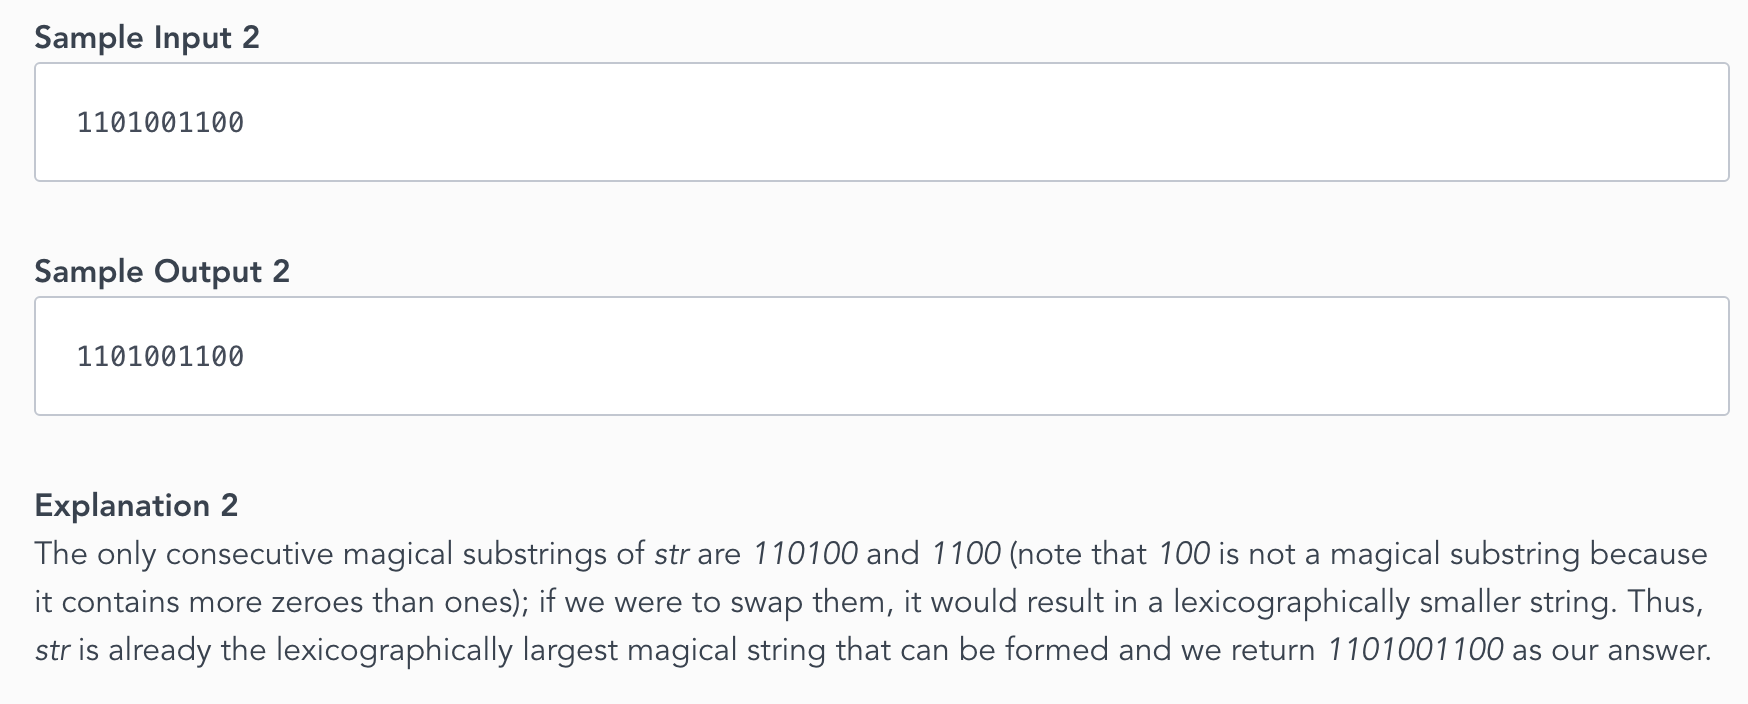 Sample Input 2
1101001100
Sample Output 2
1101001100
Explanation 2
The only consecutive magical substrings of str are 110100 and 1100 (note that 100 is not a magical substring because
it contains more zeroes than ones); if we were to swap them, it would result in a lexicographically smaller string. Thus,
str is already the lexicographically largest magical string that can be formed and we return 1101001100 as our answer.